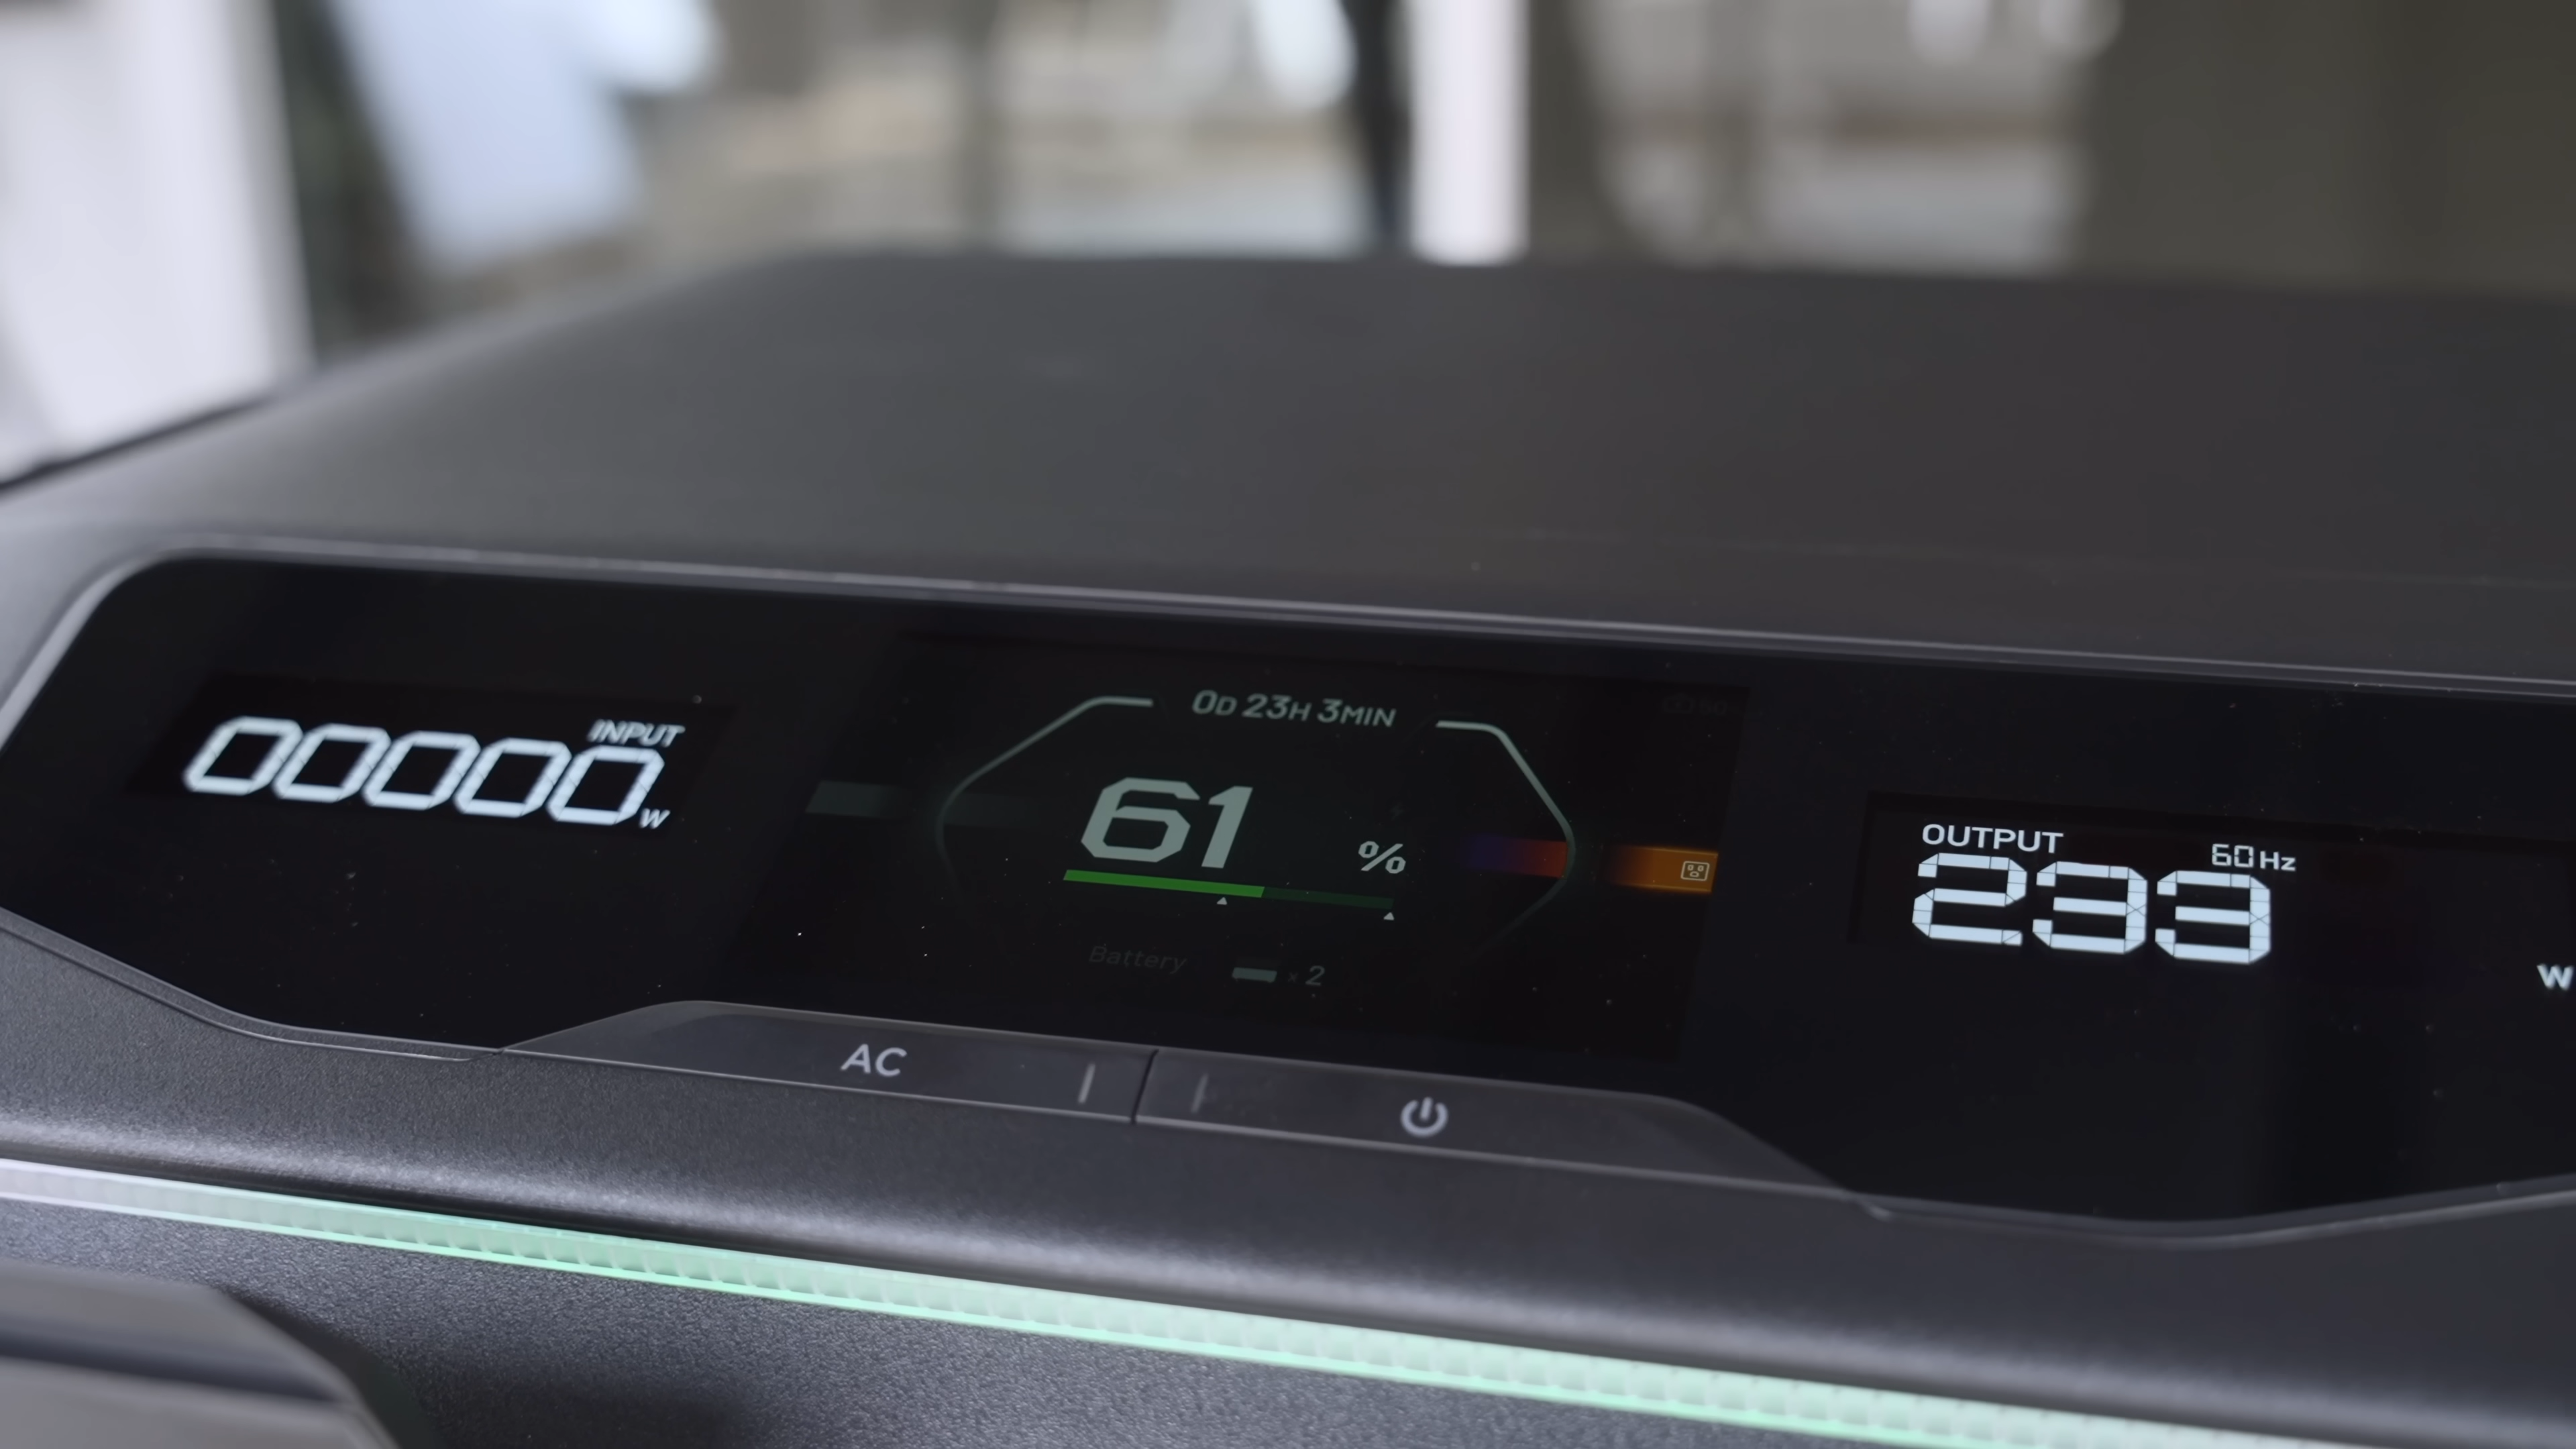 INPUT
00000 W
0D 23H 3MIN
61 %
Battery × 2
OUTPUT
60Hz
233
W
AC